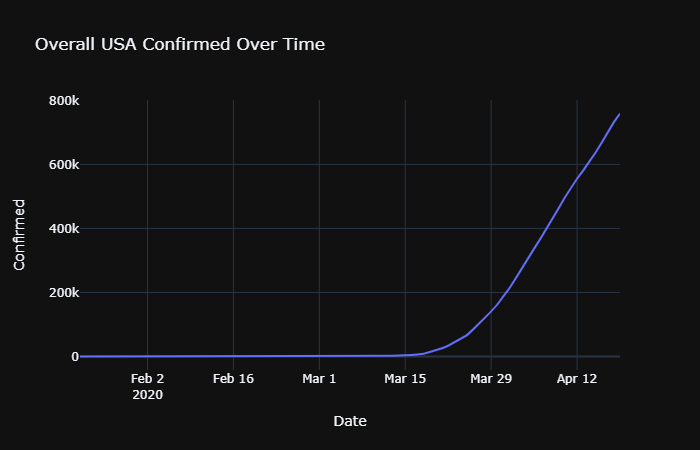 Overall USA Confirmed Over Time
800k
600k
400k
200k
0
Confirmed
Feb 2
2020
Feb 16
Mar 1
Mar 15
Mar 29
Apr 12
Date